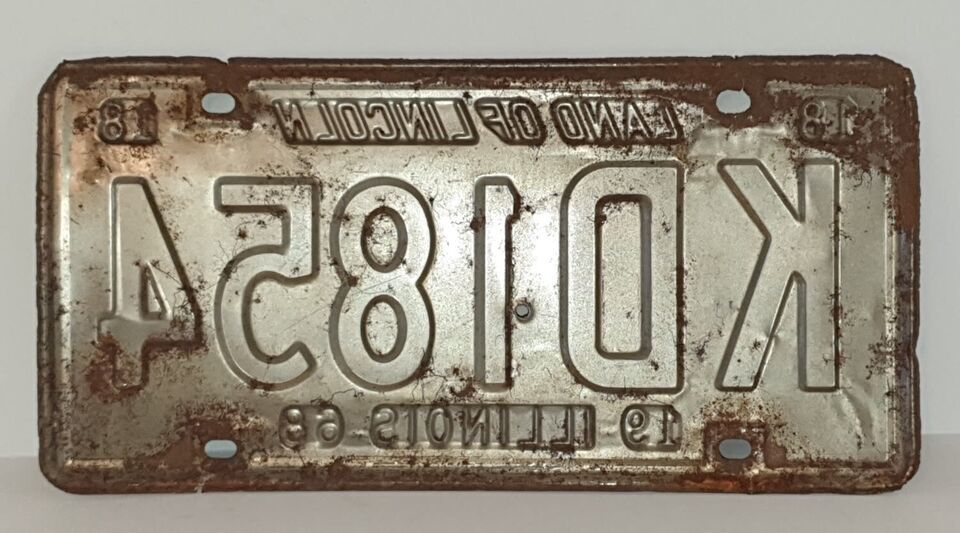 18 LAND OF LINCOLN 18
KD 1854
19 ILLINOIS 68